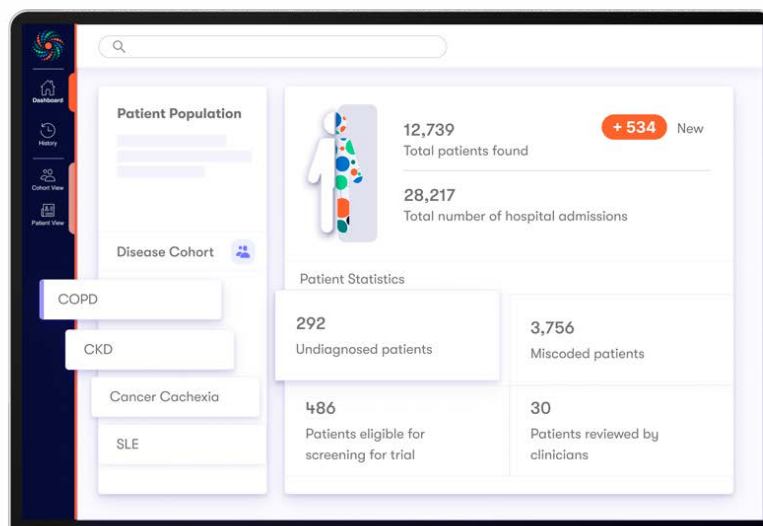 Dashboard
History
Cohort View
Patient View
Patient Population
Disease Cohort
COPD
CKD
Cancer Cachexia
SLE
12,739
Total patients found
+ 534 New
28,217
Total number of hospital admissions
Patient Statistics
292
Undiagnosed patients
3,756
Miscoded patients
486
Patients eligible for
screening for trial
30
Patients reviewed by
clinicians